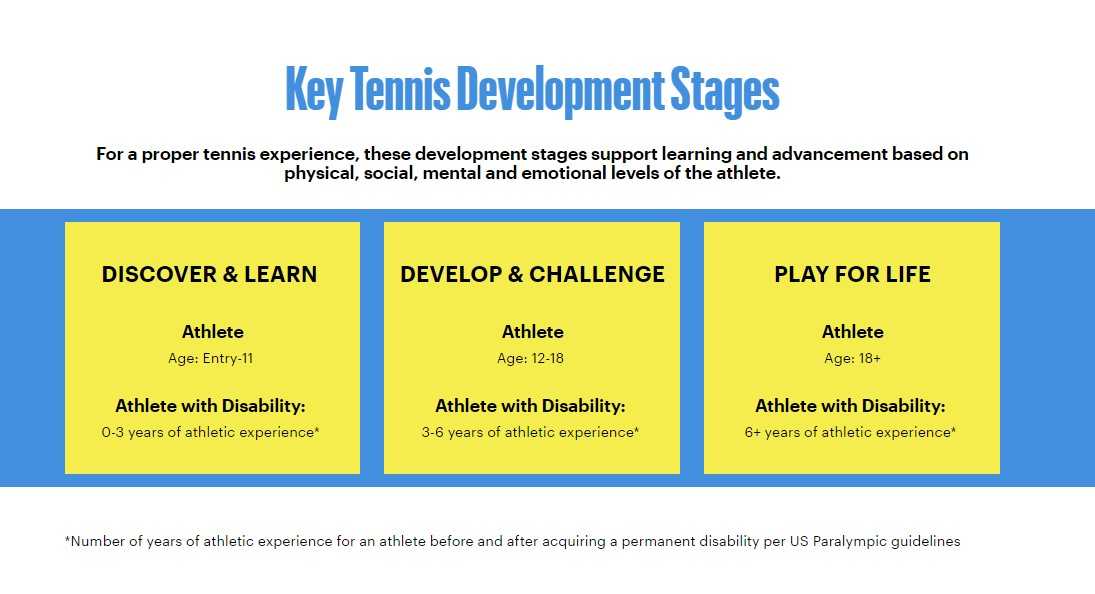 Key Tennis Development Stages
For a proper tennis experience, these development stages support learning and advancement based on
physical, social, mental and emotional levels of the athlete.
DISCOVER & LEARN
Athlete
Age: Entry-11
Athlete with Disability:
0-3 years of athletic experience*
DEVELOP & CHALLENGE
Athlete
Age: 12-18
Athlete with Disability:
3-6 years of athletic experience*
PLAY FOR LIFE
Athlete
Age: 18+
Athlete with Disability:
6+ years of athletic experience*
*Number of years of athletic experience for an athlete before and after acquiring a permanent disability per US Paralympic guidelines